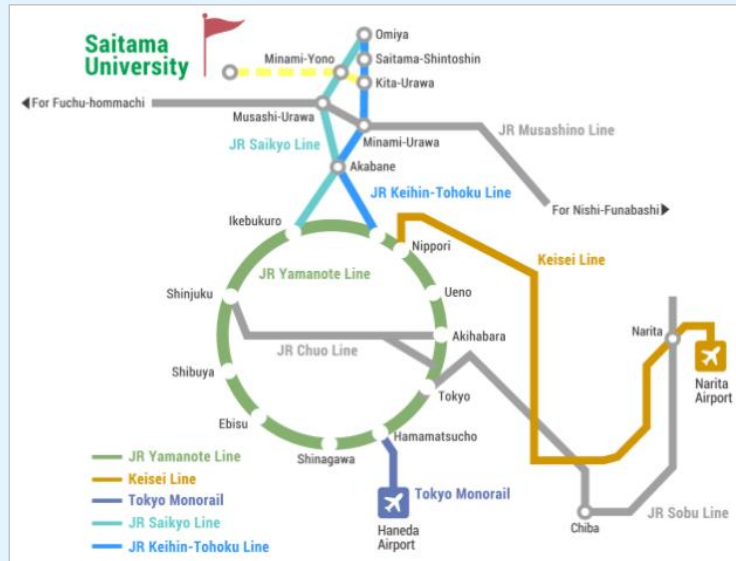 Saitama
University
Omiya
Minami-Yono
Saitama-Shintoshin
Kita-Urawa
◀For Fuchu-hommachi
Musashi-Urawa
JR Musashino Line
Minami-Urawa
JR Saikyo Line
Akabane
JR Keihin-Tohoku Line
For Nishi-Funabashi▶
Ikebukuro
Nippori
Keisei Line
JR Yamanote Line
Shinjuku
Ueno
Akihabara
Narita
JR Chuo Line
Shibuya
Tokyo
Narita
Airport
Ebisu
Hamamatsucho
Shinagawa
JR Yamanote Line
Keisei Line
Tokyo Monorail
JR Saikyo Line
JR Keihin-Tohoku Line
Tokyo Monorail
Haneda
Airport
Chiba
JR Sobu Line